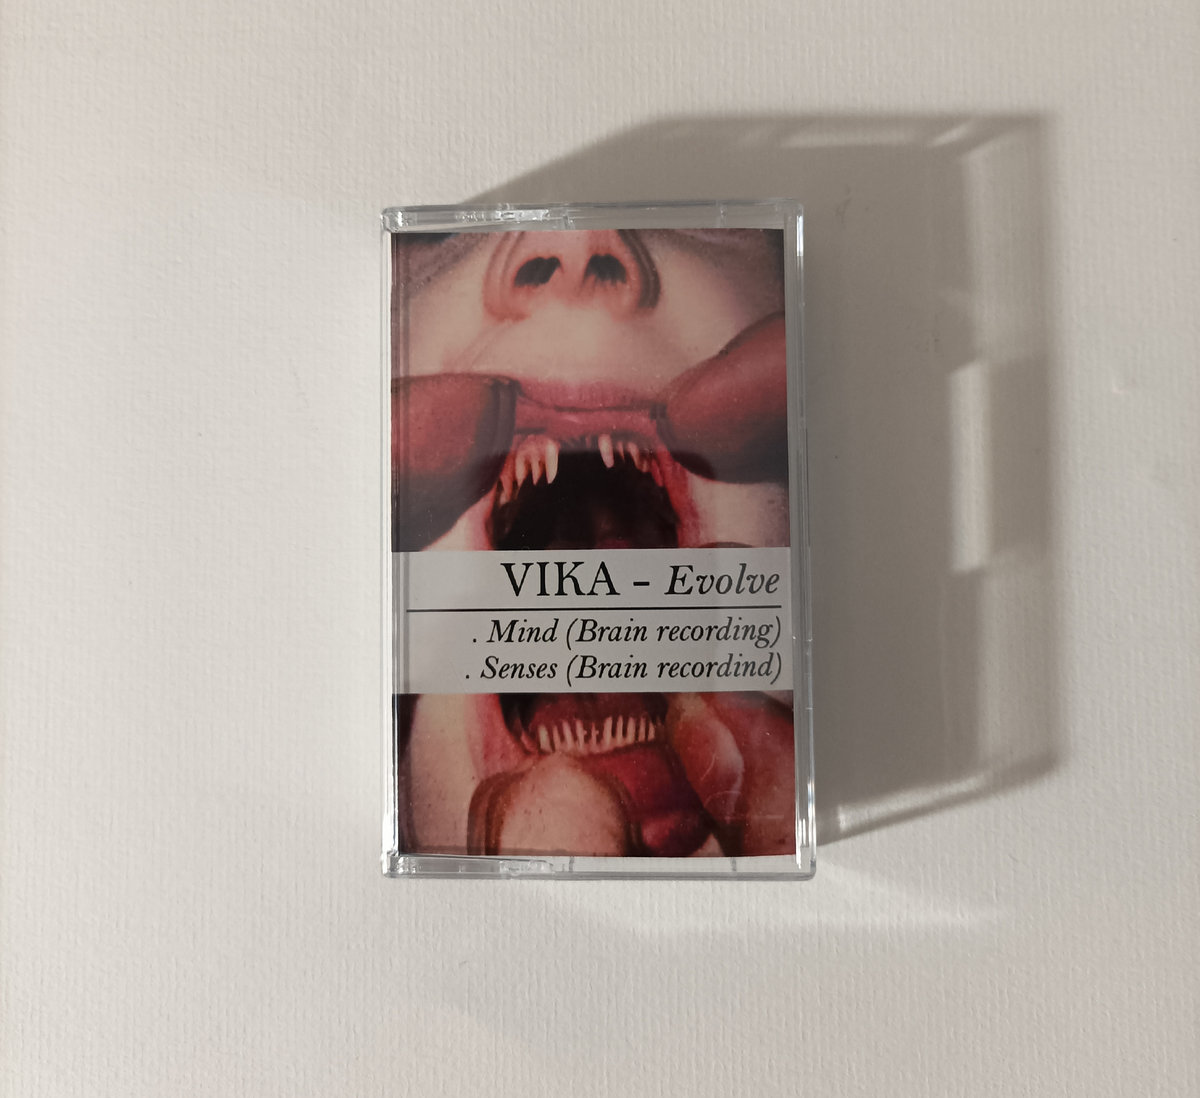 VIKA - Evolve
. Mind (Brain recording)
. Senses (Brain recordind)